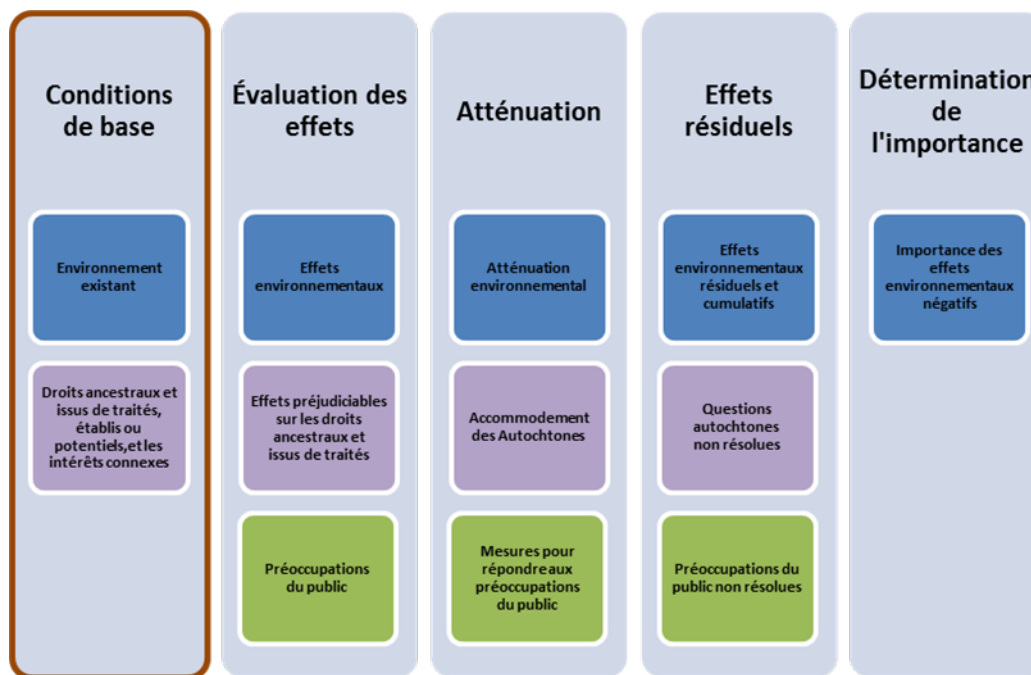 Conditions
de base
Environnement
existant
Droits ancestraux et
issus de traités,
établis ou
potentiels,et les
intérêts connexes
Évaluation des
effets
Effets
environnementaux
Effets préjudiciables
sur les droits
ancestraux et
issus de traités
Préoccupations
du public
Atténuation
Atténuation
environnemental
Accommodement
des Autochtones
Mesures pour
répondre aux
préoccupations
du public
Effets
résiduels
Effets
environnementaux
résiduels et
cumulatifs
Questions
autochtones
non résolues
Préoccupations du
public non résolues
Détermination
de
l'importance
Importance des
effets
environnementaux
négatifs